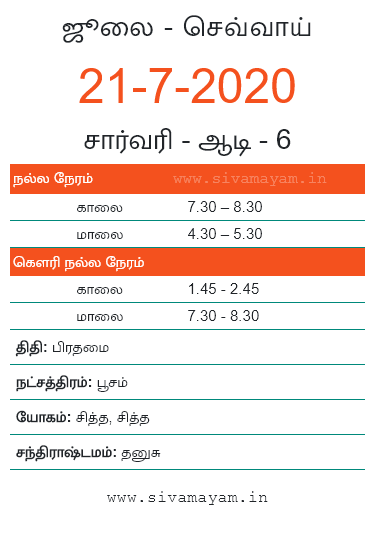 ஜூலை - செவ்வாய்
21-7-2020
சார்வரி - ஆடி - 6
நல்ல நேரம் www.sivamayam.in
காலை 7.30 – 8.30
மாலை 4.30 – 5.30
கௌரி நல்ல நேரம்
காலை 1.45 - 2.45
மாலை 7.30 - 8.30
திதி: பிரதமை
நட்சத்திரம்: பூசம்
யோகம்: சித்த, சித்த
சந்திராஷ்டமம்: தனுசு
www.sivamayam.in